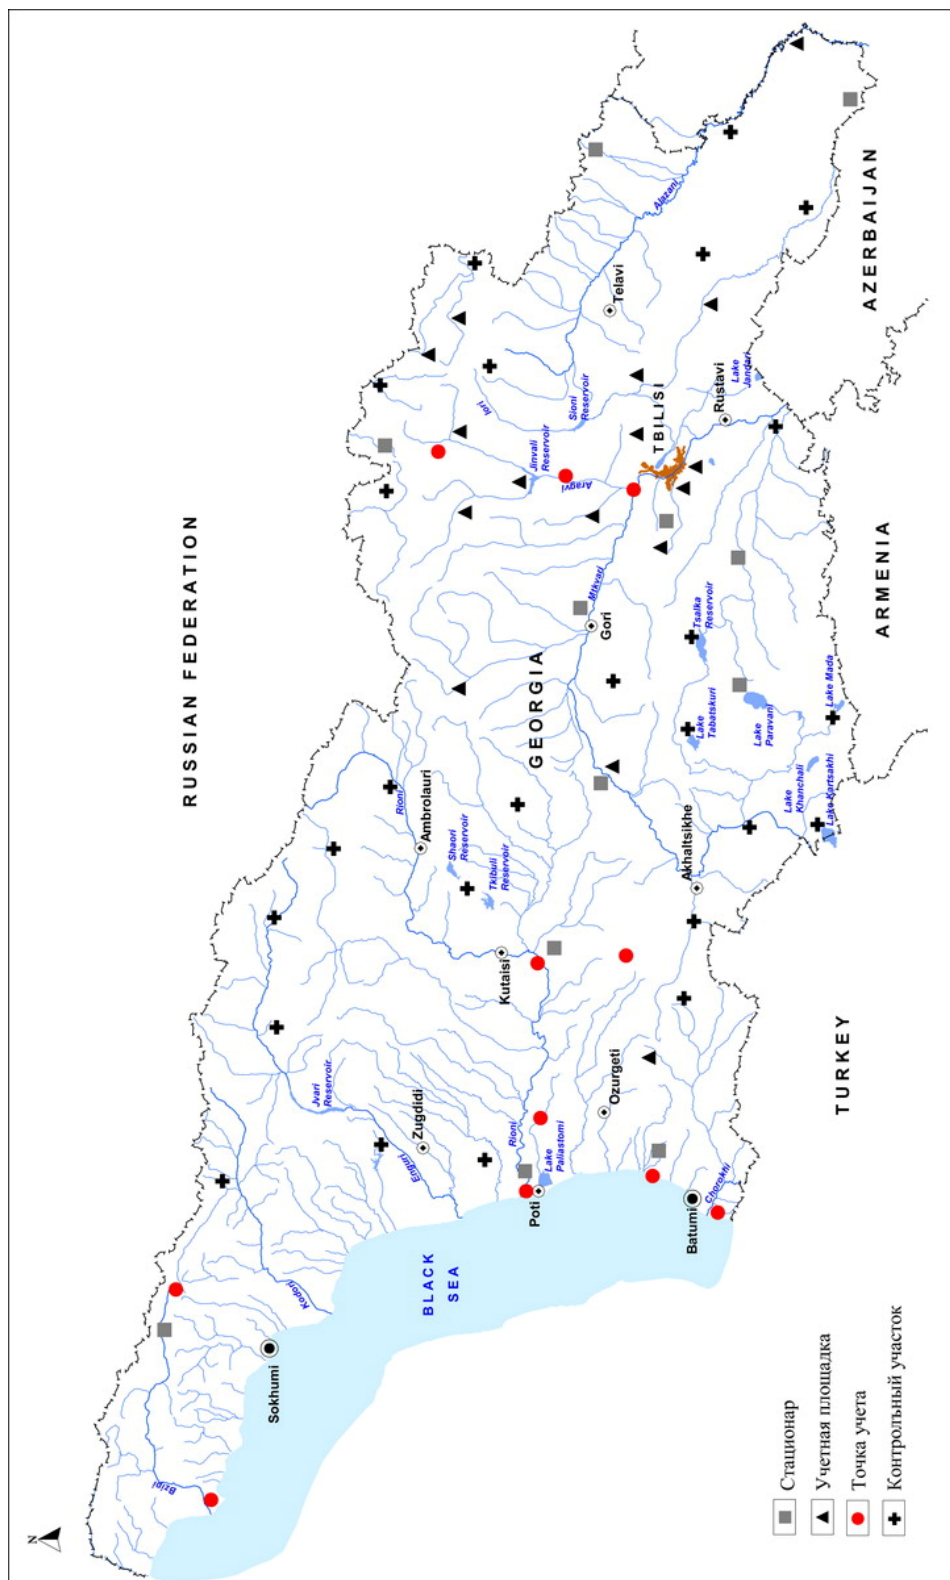 N
RUSSIAN FEDERATION
GEORGIA
TBILISI
AZERBAIJAN
ARMENIA
TURKEY
BLACK
SEA
Bzipi
Sokhumi
Kodori
Jvari
Reservoir
Zugdidi
Enguri
Rioni
Poti
Lake
Paliastomi
Ozurgeti
Batumi
Chorokhi
Kutaisi
Ambrolauri
Rioni
Shaori
Reservoir
Tkibuli
Reservoir
Akhaltsikhe
Lake
Khanchali
Lake Kartsakhi
Lake Mada
Lake
Paravani
Lake
Tabatskuri
Tsalka
Reservoir
Gori
Mtkvari
Aragvi
Jinvali
Reservoir
Iori
Sioni
Reservoir
Rustavi
Lake
Jandari
Telavi
Alazani
Стационар
Учетная площадка
Точка учета
Контрольный участок